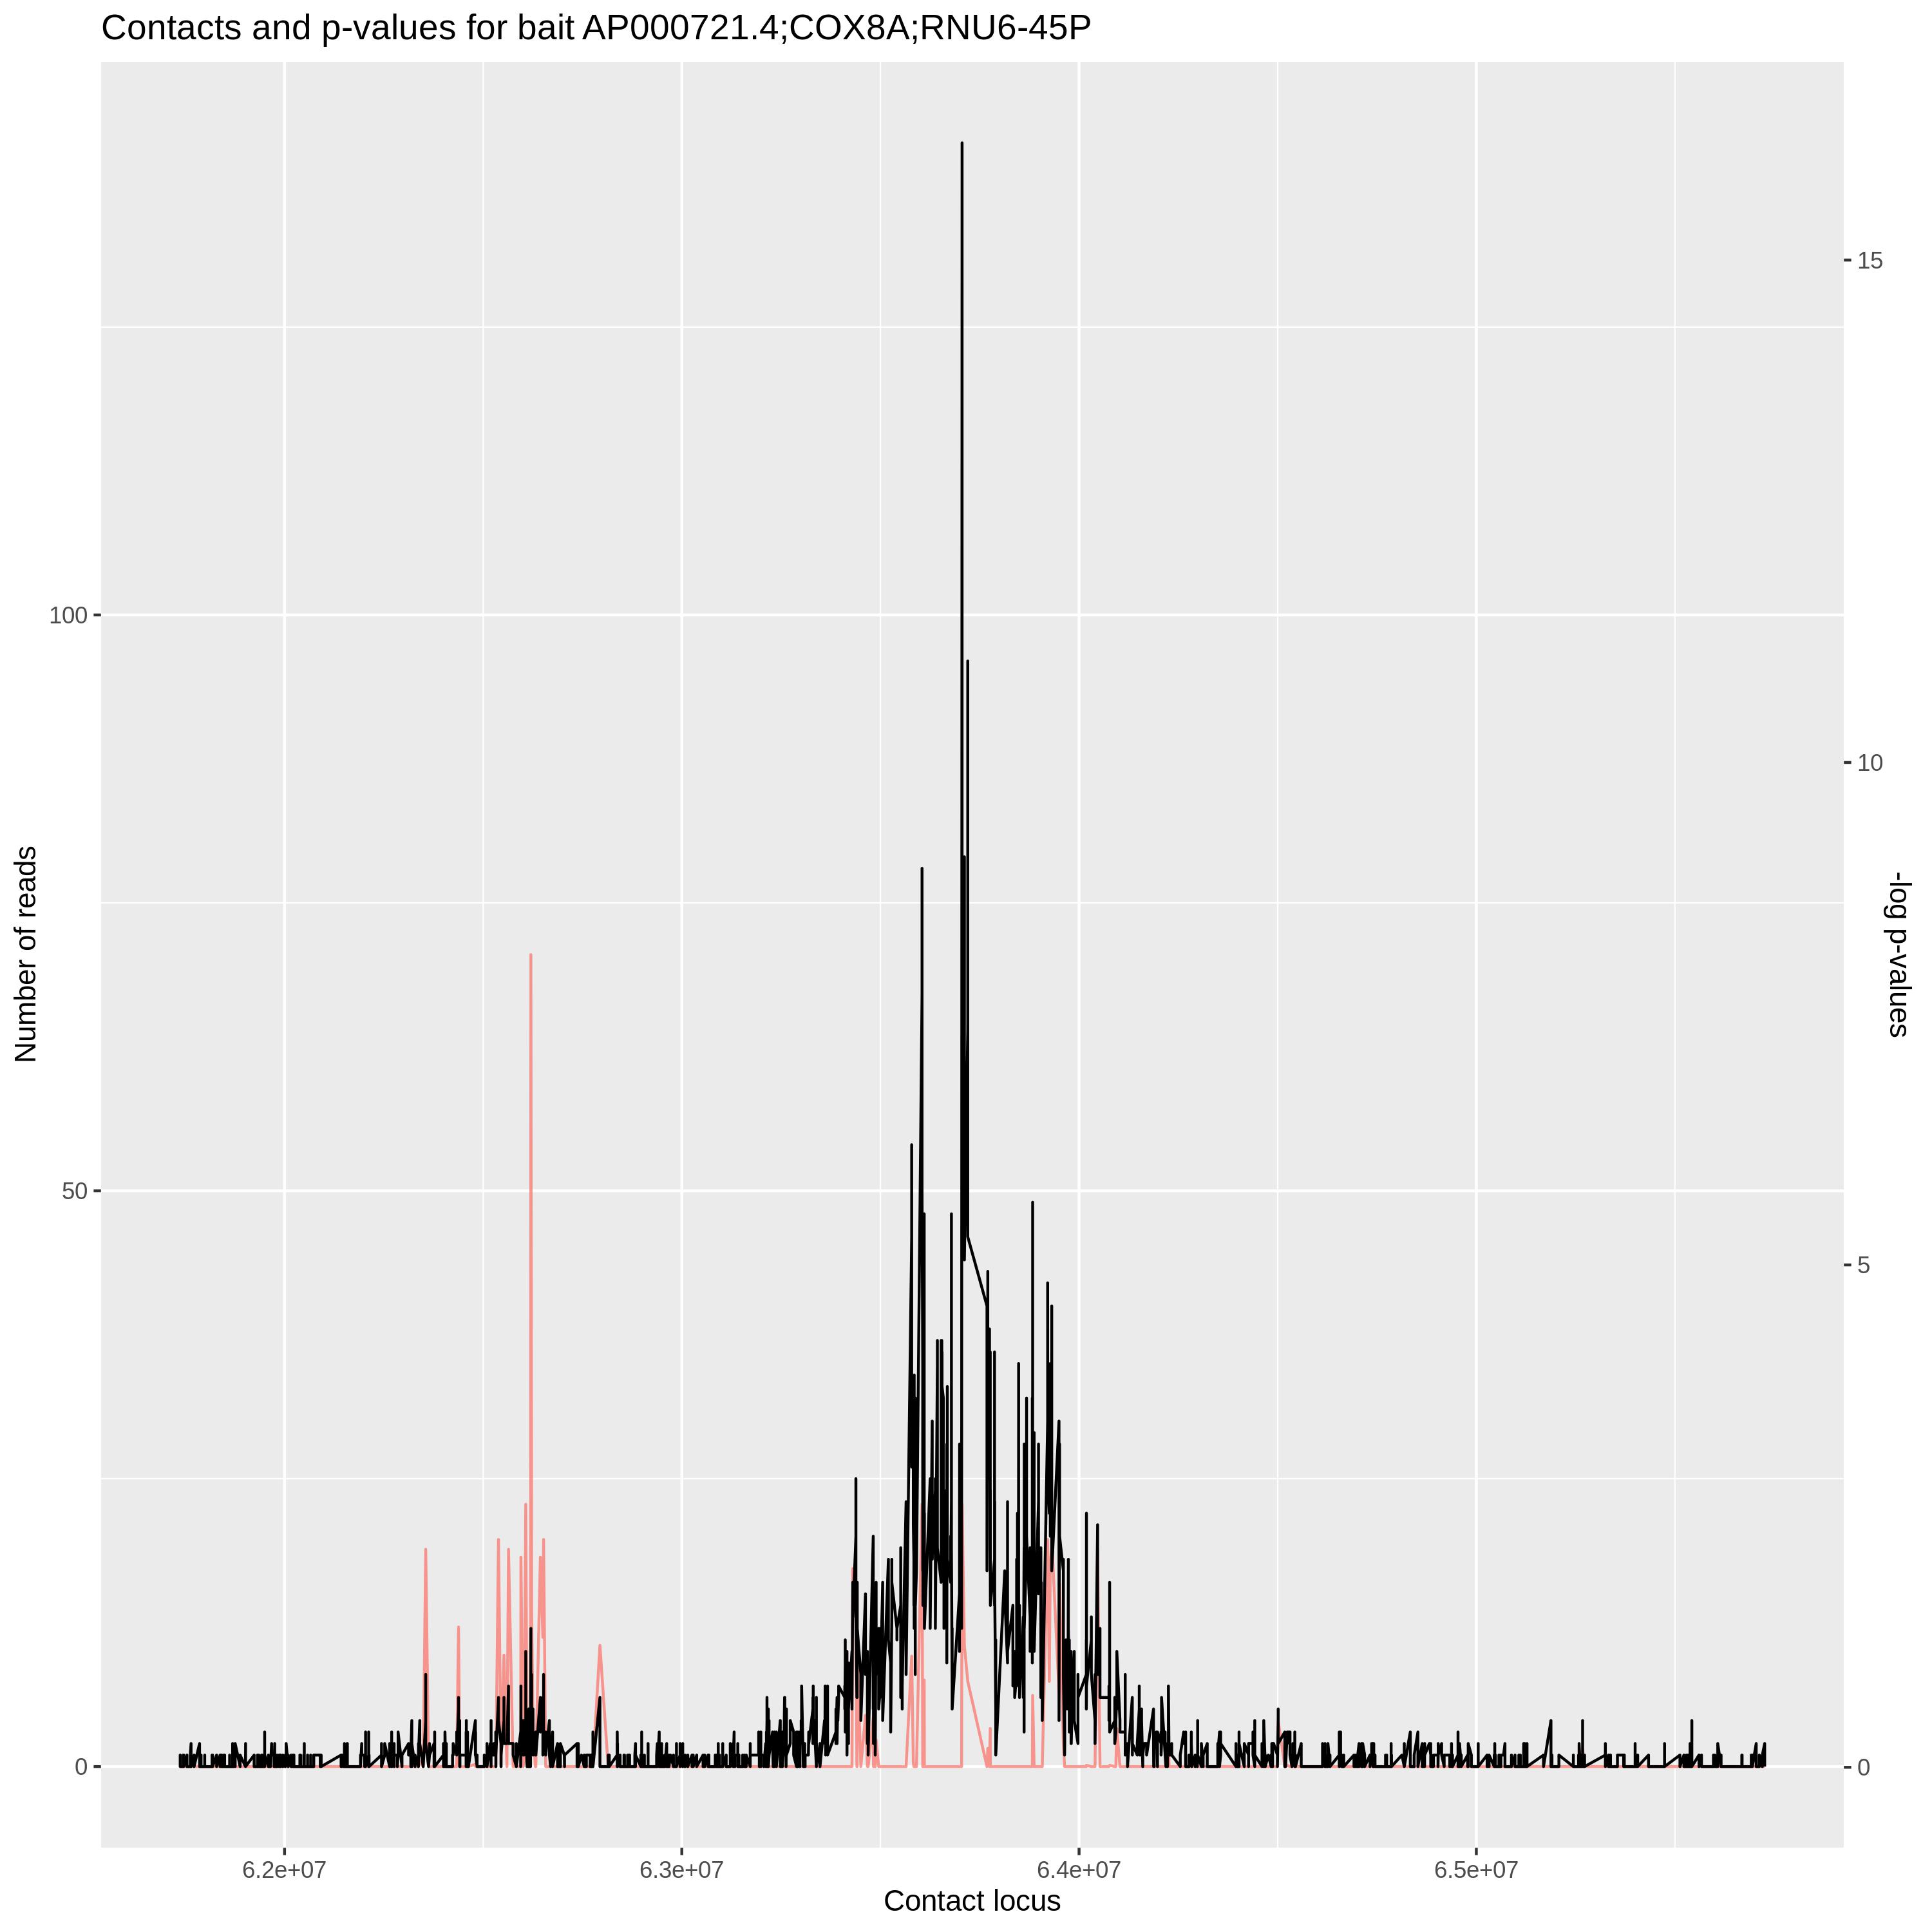 Contacts and p-values for bait AP000721.4;COX8A;RNU6-45P
15
100
10
Number of reads
-log p-values
50
5
0
0
6.2e+07
6.3e+07
6.4e+07
6.5e+07
Contact locus